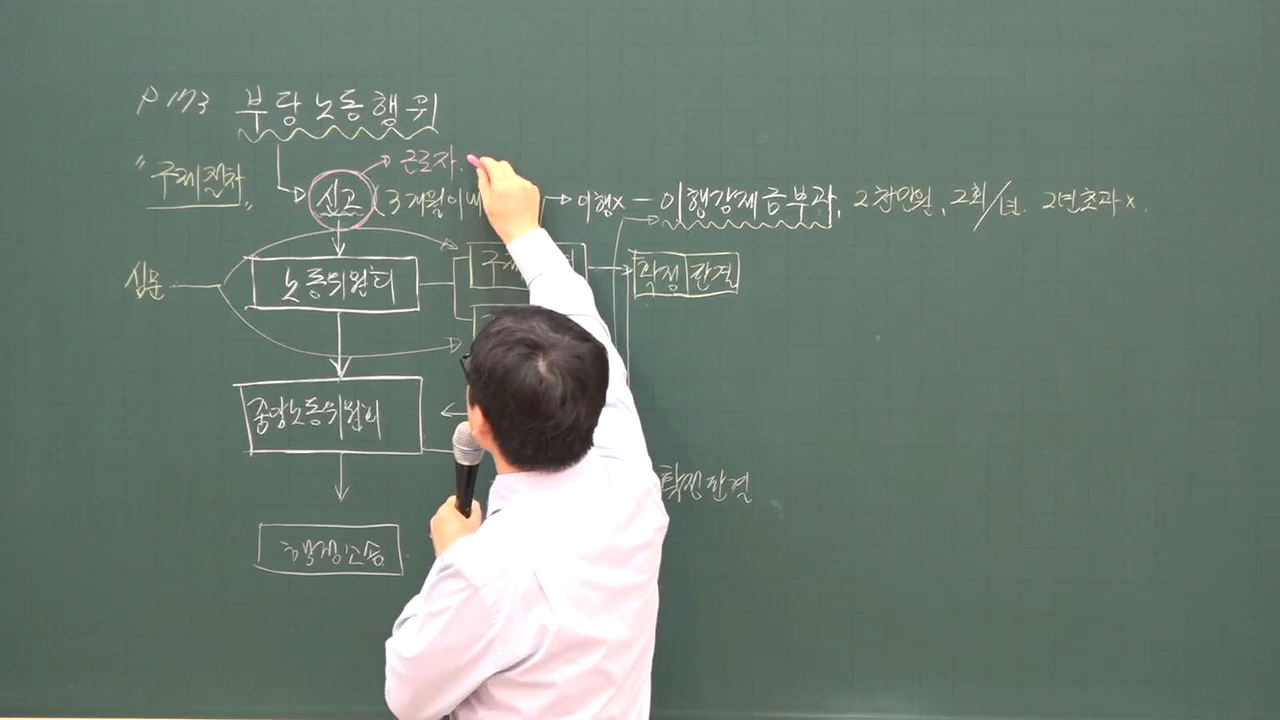 P 173 부당노동행위
"구제절차"
신고 → 근로자.
(3개월이내
→ 이행x - 이행강제금부과, 2천만원, 2회/년. 2년초과x.
심문
노동위원회
구제
확정 판결
중앙노동위원회
확정판결
행정소송